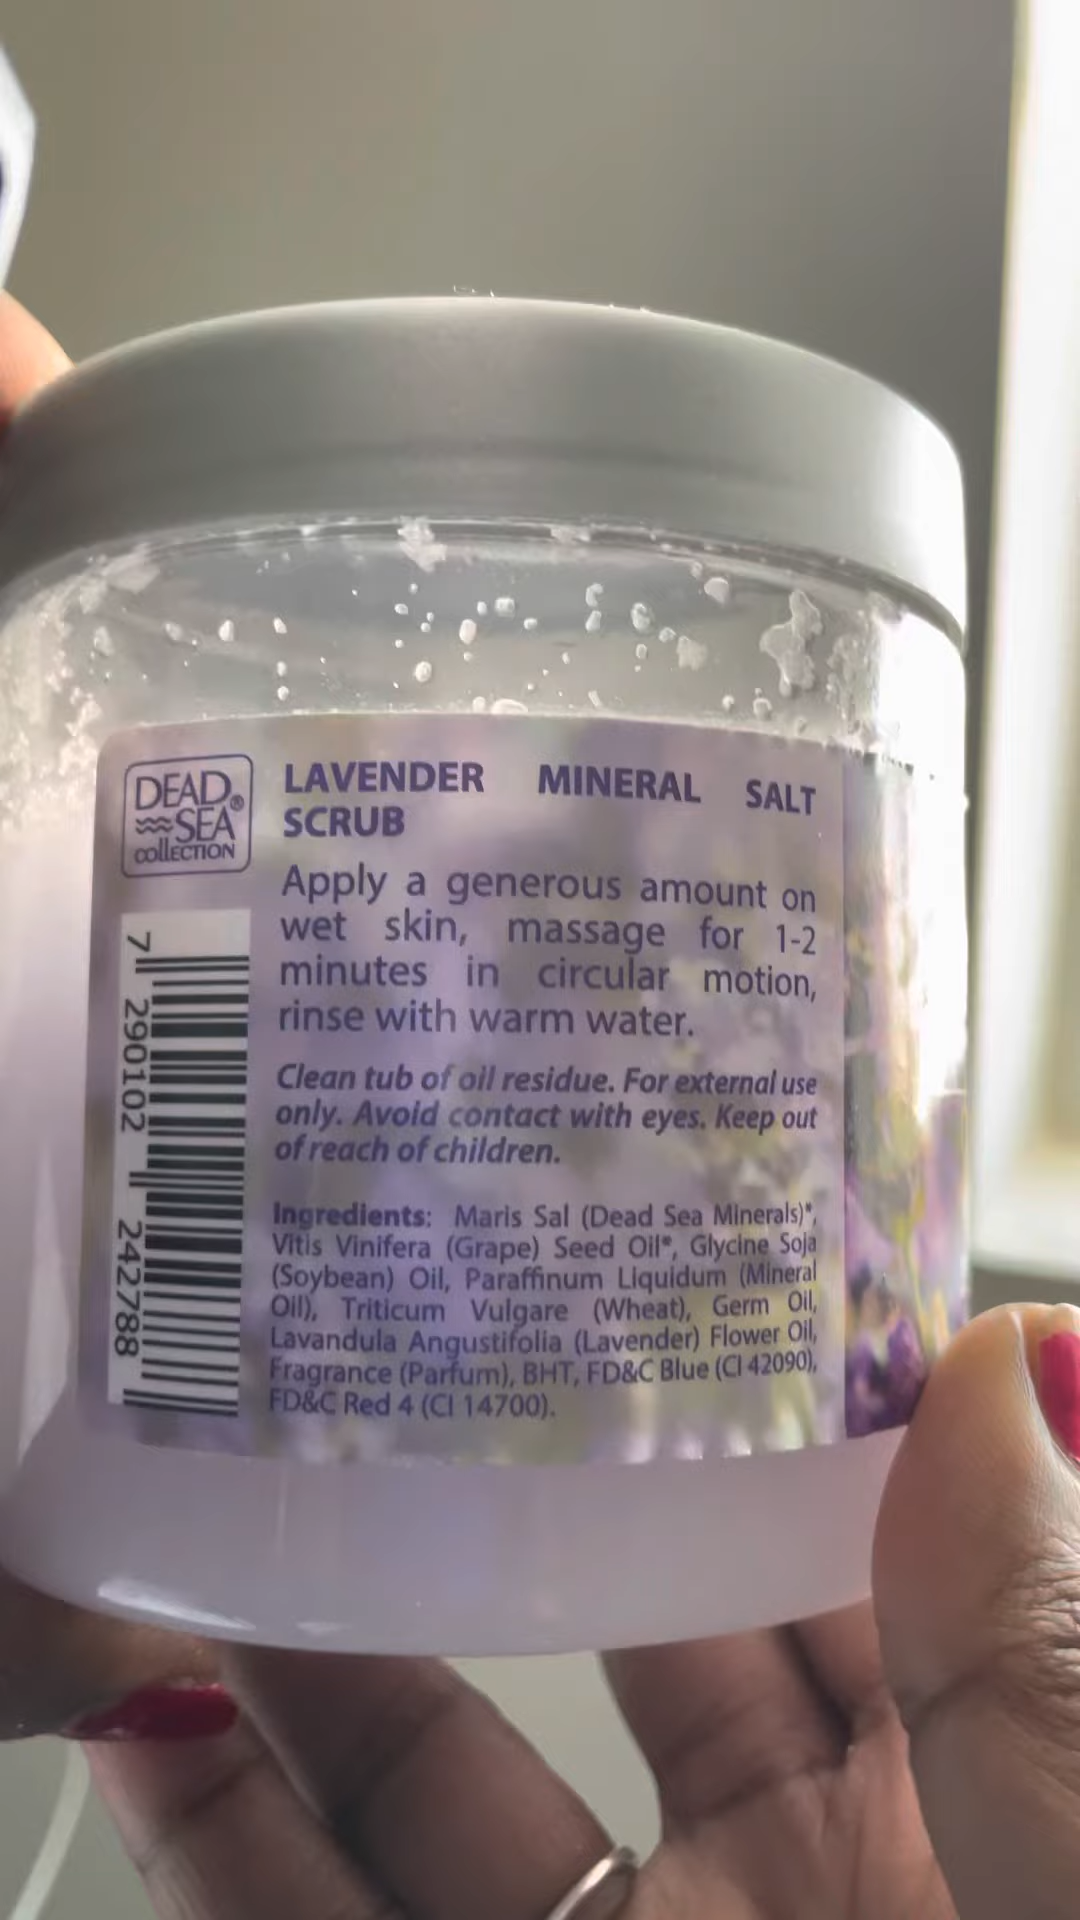 DEAD
SEA®
collECTION
7 290102 242788
LAVENDER MINERAL SALT
SCRUB
Apply a generous amount on
wet skin, massage for 1-2
minutes in circular motion,
rinse with warm water.
Clean tub of oil residue. For external use
only. Avoid contact with eyes. Keep out
of reach of children.
Ingredients: Maris Sal (Dead Sea Minerals)*,
Vitis Vinifera (Grape) Seed Oil*, Glycine Soja
(Soybean) Oil, Paraffinum Liquidum (Mineral
Oil), Triticum Vulgare (Wheat), Germ Oil,
Lavandula Angustifolia (Lavender) Flower Oil,
Fragrance (Parfum), BHT, FD&C Blue (CI 42090),
FD&C Red 4 (CI 14700).